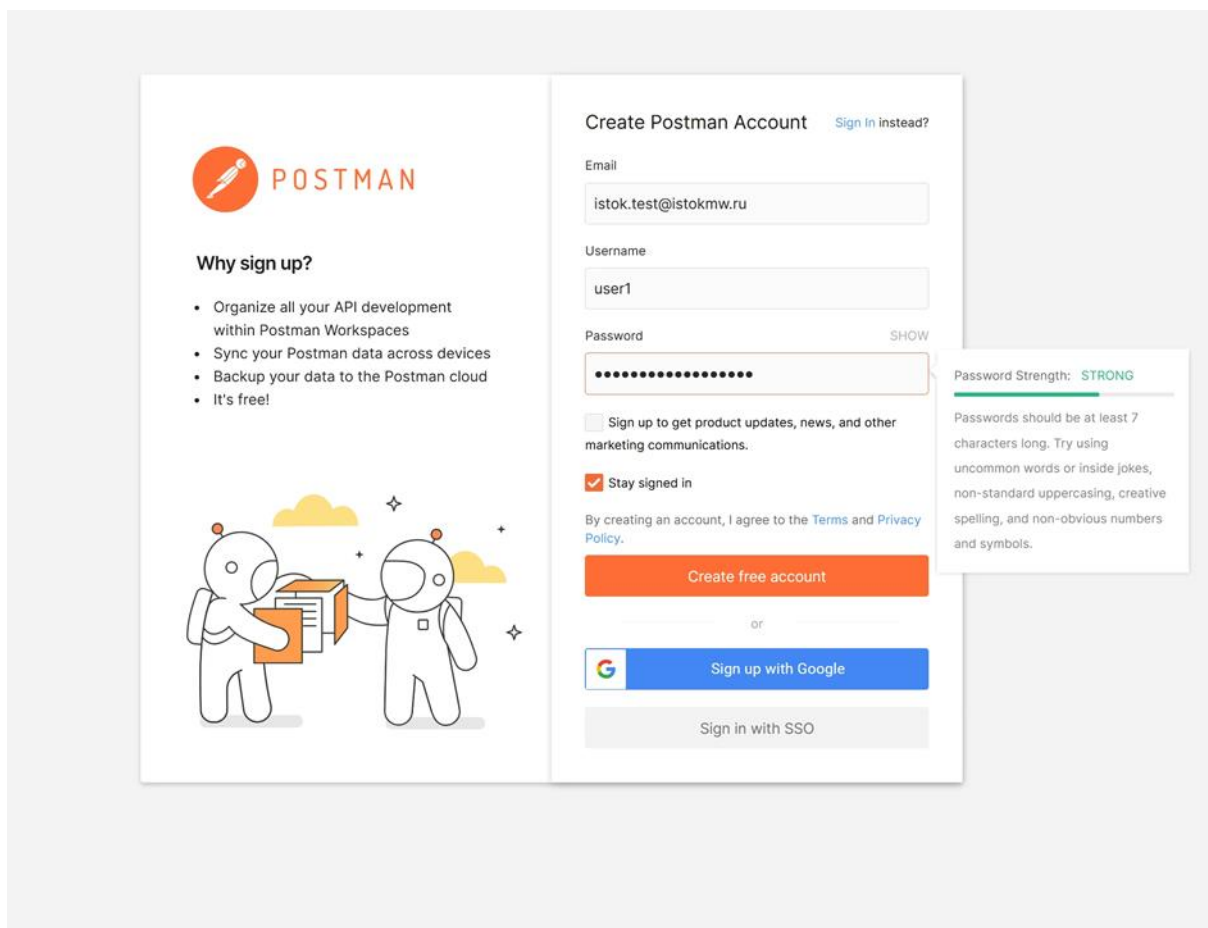 POSTMAN
Why sign up?
• Organize all your API development
within Postman Workspaces
• Sync your Postman data across devices
• Backup your data to the Postman cloud
• It's free!
Create Postman Account
Sign In instead?
Email
istok.test@istokmw.ru
Username
user1
Password
SHOW
••••••••••••••••••
Sign up to get product updates, news, and other
marketing communications.
Stay signed in
By creating an account, I agree to the Terms and Privacy
Policy.
Create free account
or
G
Sign up with Google
Sign in with SSO
Password Strength: STRONG
Passwords should be at least 7
characters long. Try using
uncommon words or inside jokes,
non-standard uppercasing, creative
spelling, and non-obvious numbers
and symbols.